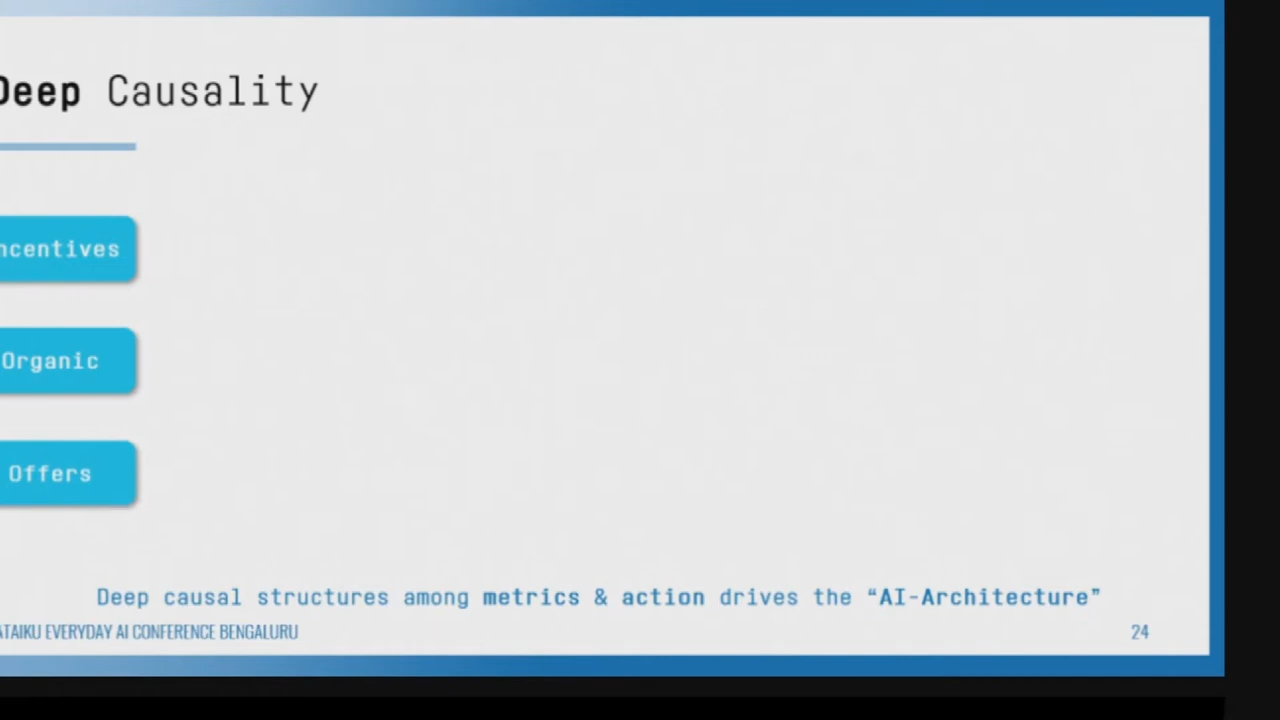 Deep Causality
ncentives
Organic
Offers
Deep causal structures among metrics & action drives the “AI-Architecture”
ATAIKU EVERYDAY AI CONFERENCE BENGALURU
24